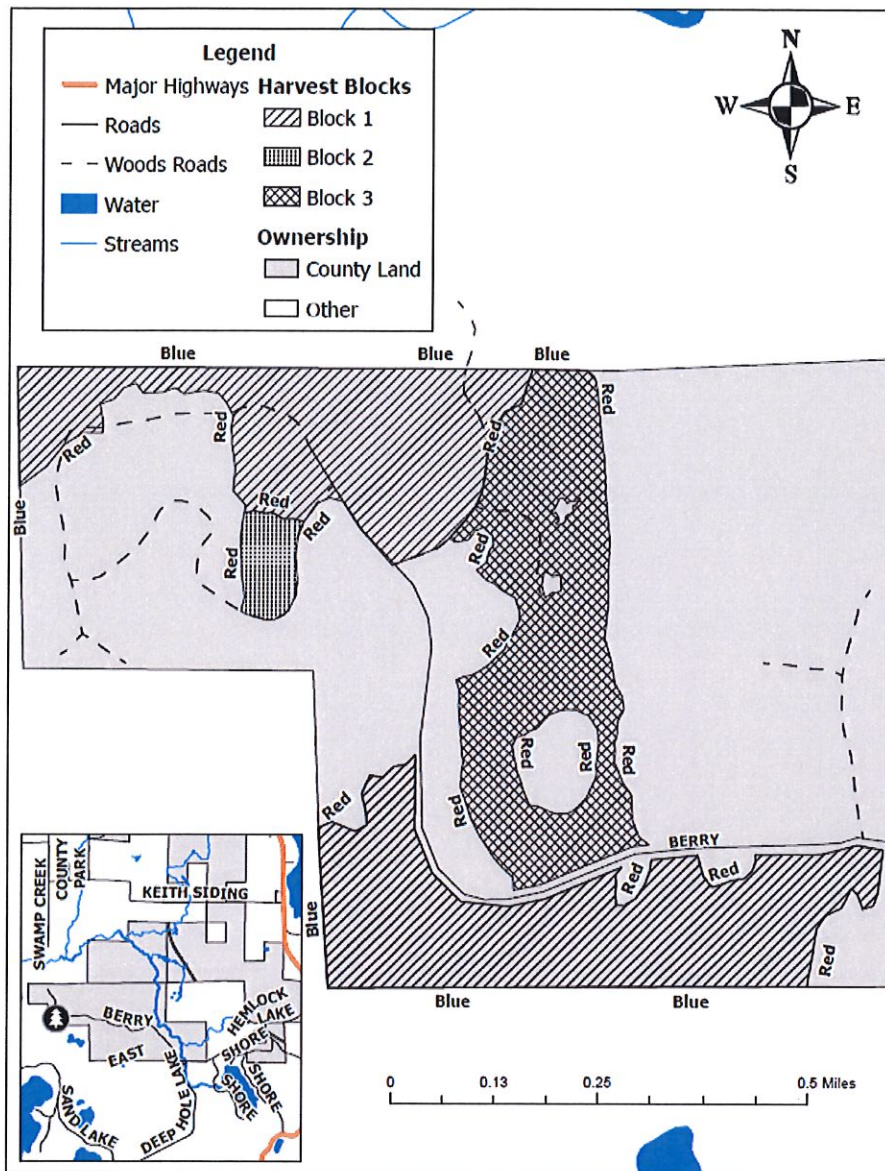 Legend
Major Highways
Roads
Woods Roads
Water
Streams
Harvest Blocks
Block 1
Block 2
Block 3
Ownership
County Land
Other
N
W E
S
Blue
Blue
Blue
Red
Red
Red
Red
Red
Red
Blue
Red
Red
Red
Red
Red
Red
Red
Red
BERRY
Red
Red
Red
Blue
Blue
Blue
SWAMP CREEK
COUNTY
PARK
KEITH SIDING
BERRY
HEMLOCK
LAKE
EAST
SHORE
SHORE
SHORE
DEEP HOLE LAKE
SAND LAKE
0 0.13 0.25 0.5 Miles